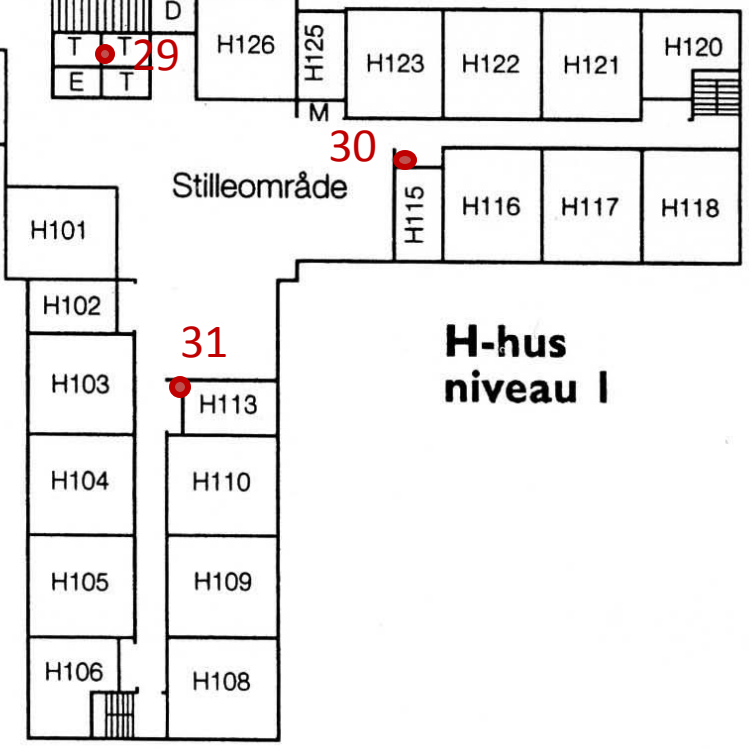 D
T T 29
E T
H126
H125
H123
H122
H121
H120
M
30
Stilleområde
H115
H116
H117
H118
H101
H102
31
H-hus
niveau 1
H103
H113
H104
H110
H105
H109
H106
H108